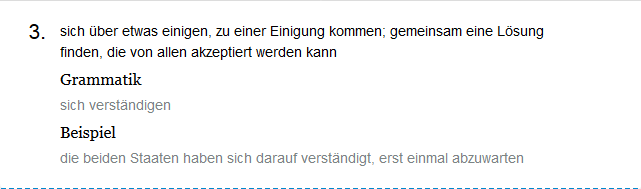 3. sich über etwas einigen, zu einer Einigung kommen; gemeinsam eine Lösung
finden, die von allen akzeptiert werden kann
Grammatik
sich verständigen
Beispiel
die beiden Staaten haben sich darauf verständigt, erst einmal abzuwarten